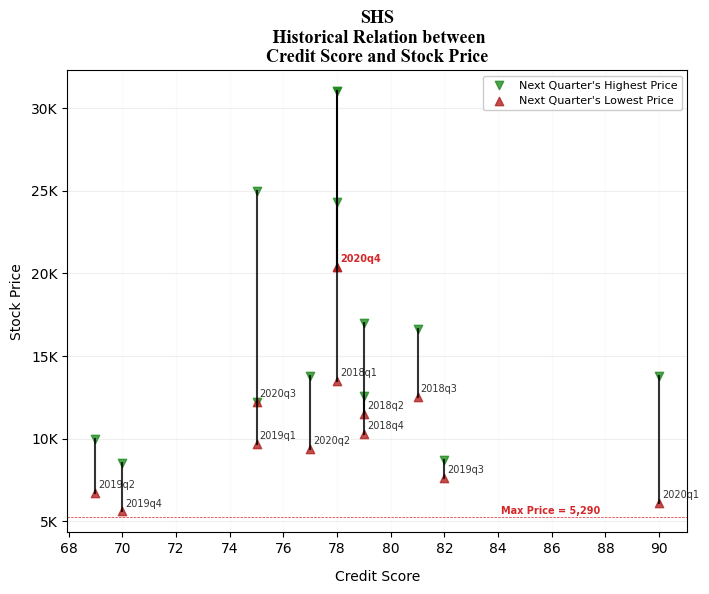 SHS
Historical Relation between
Credit Score and Stock Price
Next Quarter's Highest Price
Next Quarter's Lowest Price
30K
25K
20K
15K
10K
5K
Stock Price
2020q4
2018q1
2020q3
2018q3
2018q2
2018q4
2019q1
2020q2
2019q3
2019q2
2020q1
2019q4
Max Price = 5,290
68 70 72 74 76 78 80 82 84 86 88 90
Credit Score